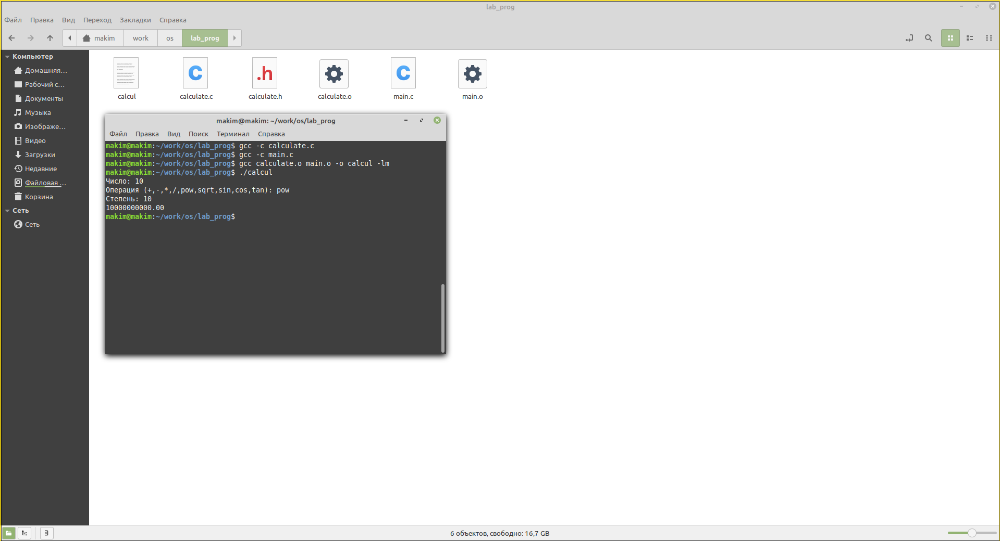 lab_prog
Файл Правка Вид Переход Закладки Справка
makim work os lab_prog
Компьютер
Домашняя...
Рабочий с...
Документы
Музыка
Изображе...
Видео
Загрузки
Недавние
Файловая ...
Корзина
Сеть
Сеть
calcul calculate.c calculate.h calculate.o main.c main.o
makim@makim: ~/work/os/lab_prog
Файл Правка Вид Поиск Терминал Справка
makim@makim:~/work/os/lab_prog$ gcc -c calculate.c
makim@makim:~/work/os/lab_prog$ gcc -c main.c
makim@makim:~/work/os/lab_prog$ gcc calculate.o main.o -o calcul -lm
makim@makim:~/work/os/lab_prog$ ./calcul
Число: 10
Операция (+,-,*,/,pow,sqrt,sin,cos,tan): pow
Степень: 10
10000000000.00
makim@makim:~/work/os/lab_prog$
6 объектов, свободно: 16,7 GB